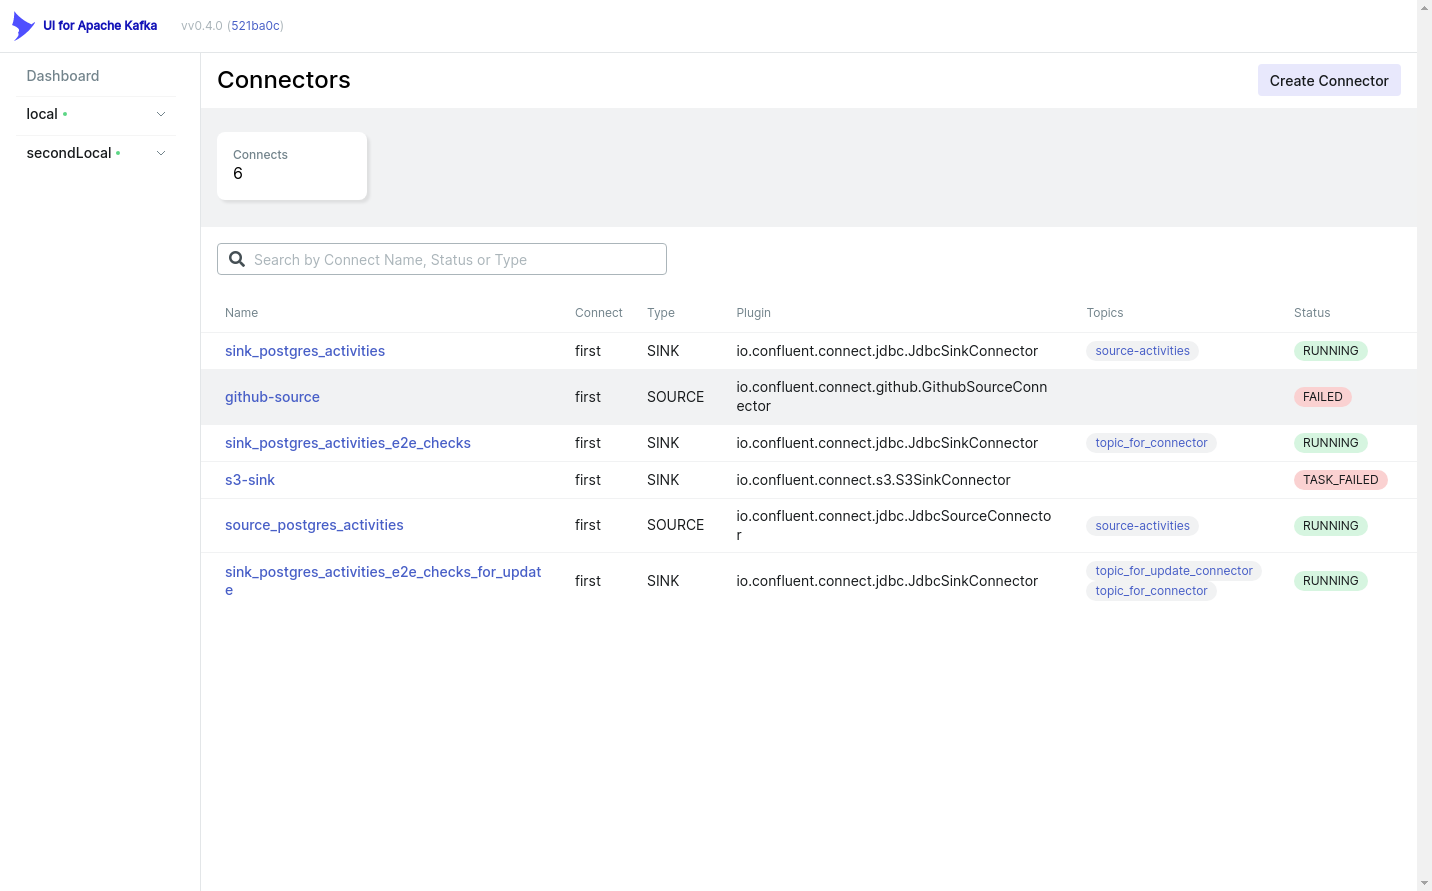 UI for Apache Kafka
vv0.4.0 (521ba0c)
Dashboard
local
secondLocal
Connectors
Create Connector
Connects
6
Search by Connect Name, Status or Type
Name Connect Type Plugin Topics Status
sink_postgres_activities first SINK io.confluent.connect.jdbc.JdbcSinkConnector source-activities RUNNING
github-source first SOURCE io.confluent.connect.github.GithubSourceConn
ector
FAILED
sink_postgres_activities_e2e_checks first SINK io.confluent.connect.jdbc.JdbcSinkConnector topic_for_connector RUNNING
s3-sink first SINK io.confluent.connect.s3.S3SinkConnector TASK_FAILED
source_postgres_activities first SOURCE io.confluent.connect.jdbc.JdbcSourceConnecto
r
source-activities RUNNING
sink_postgres_activities_e2e_checks_for_updat
e
first SINK io.confluent.connect.jdbc.JdbcSinkConnector
topic_for_update_connector
topic_for_connector
RUNNING